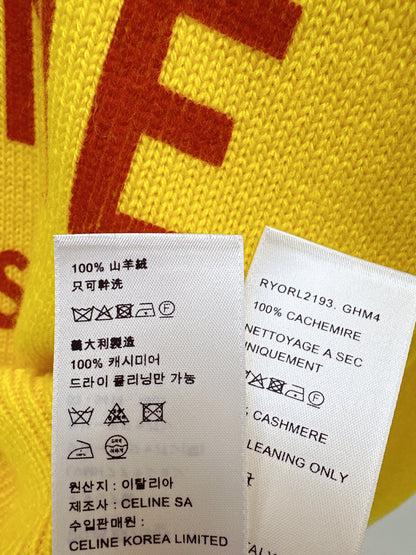 E
S
100% 山羊絨
只可幹洗
義大利製造
100% 캐시미어
드라이 클리닝만 가능
원산지 : 이탈리아
제조사 : CELINE SA
수입판매원 :
CELINE KOREA LIMITED
RYORL2193. GHM4
100% CACHEMIRE
NETTOYAGE A SEC
UNIQUEMENT
CASHMERE
CLEANING ONLY